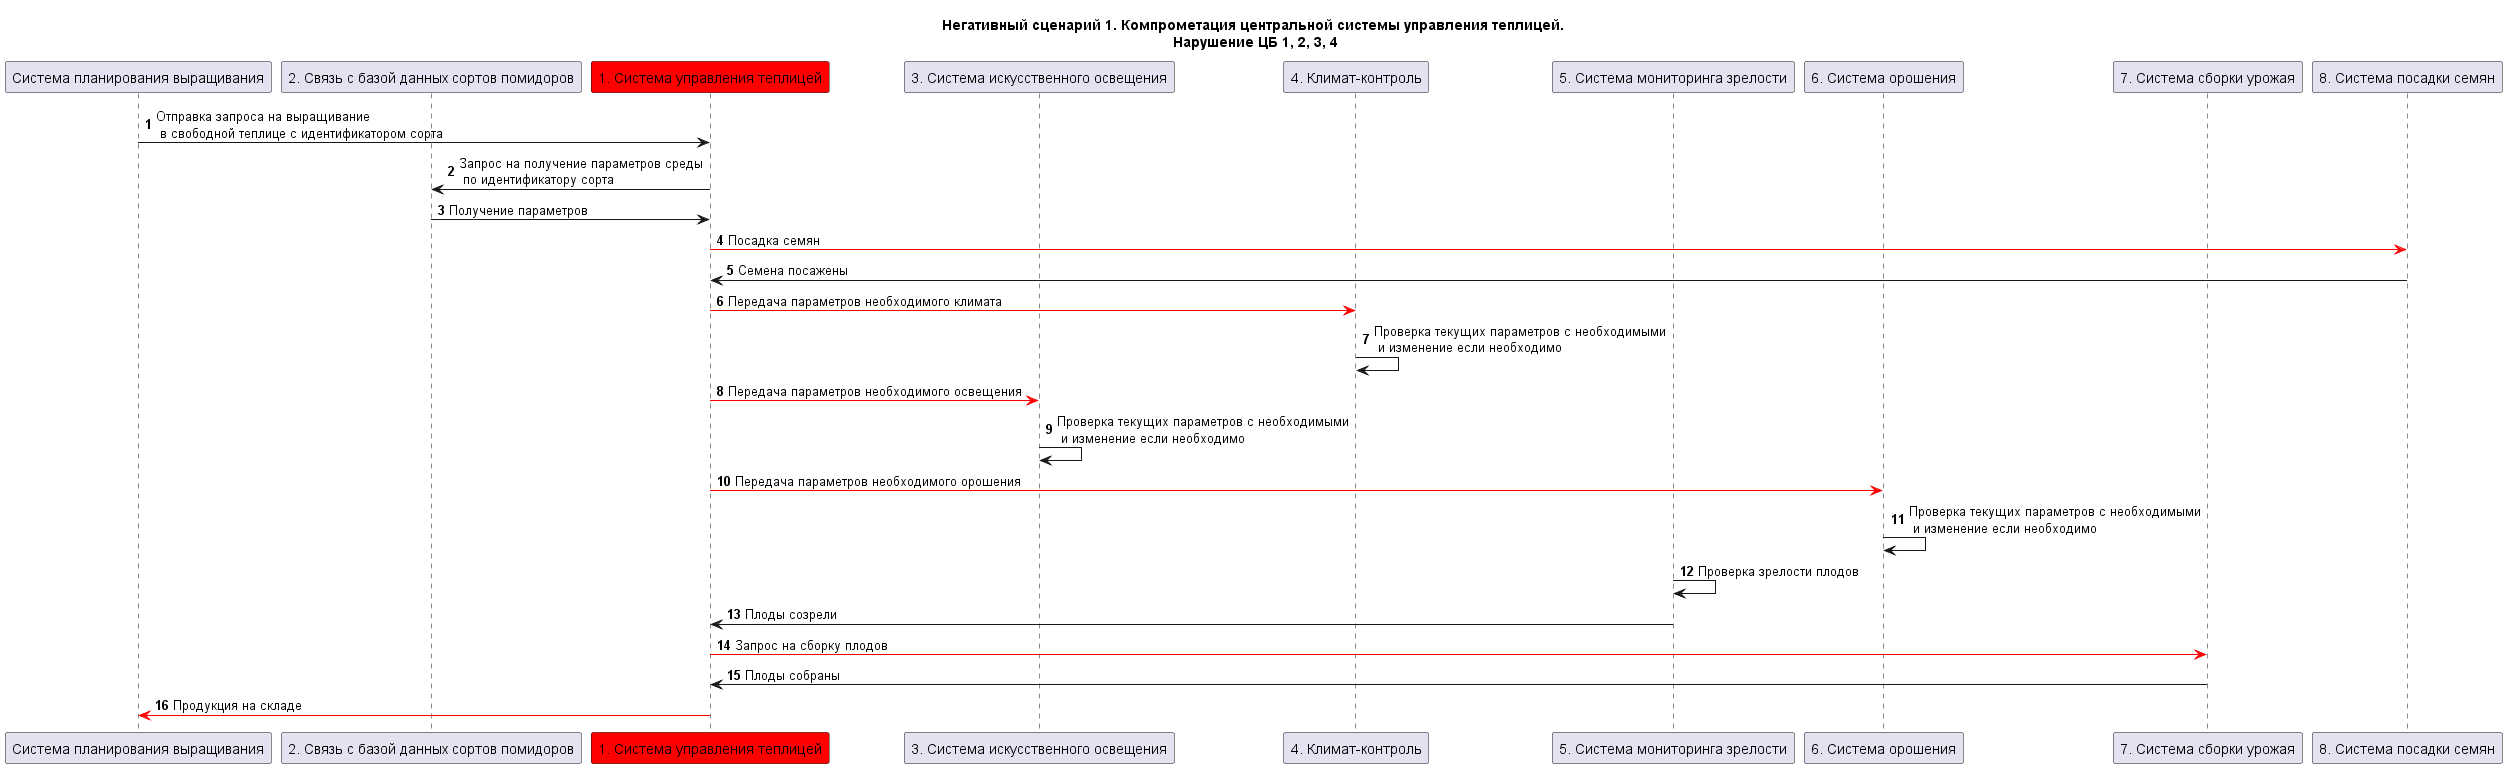 Негативный сценарий 1. Компрометация центральной системы управления теплицей.
Нарушение ЦБ 1, 2, 3, 4
Система планирования выращивания
2. Связь с базой данных сортов помидоров
1. Система управления теплицей
3. Система искусственного освещения
4. Климат-контроль
5. Система мониторинга зрелости
6. Система орошения
7. Система сборки урожая
8. Система посадки семян
1 Отправка запроса на выращивание
в свободной теплице с идентификатором сорта
2 Запрос на получение параметров среды
по идентификатору сорта
3 Получение параметров
4 Посадка семян
5 Семена посажены
6 Передача параметров необходимого климата
7 Проверка текущих параметров с необходимыми
и изменение если необходимо
8 Передача параметров необходимого освещения
9 Проверка текущих параметров с необходимыми
и изменение если необходимо
10 Передача параметров необходимого орошения
11 Проверка текущих параметров с необходимыми
и изменение если необходимо
12 Проверка зрелости плодов
13 Плоды созрели
14 Запрос на сборку плодов
15 Плоды собраны
16 Продукция на складе
Система планирования выращивания
2. Связь с базой данных сортов помидоров
1. Система управления теплицей
3. Система искусственного освещения
4. Климат-контроль
5. Система мониторинга зрелости
6. Система орошения
7. Система сборки урожая
8. Система посадки семян